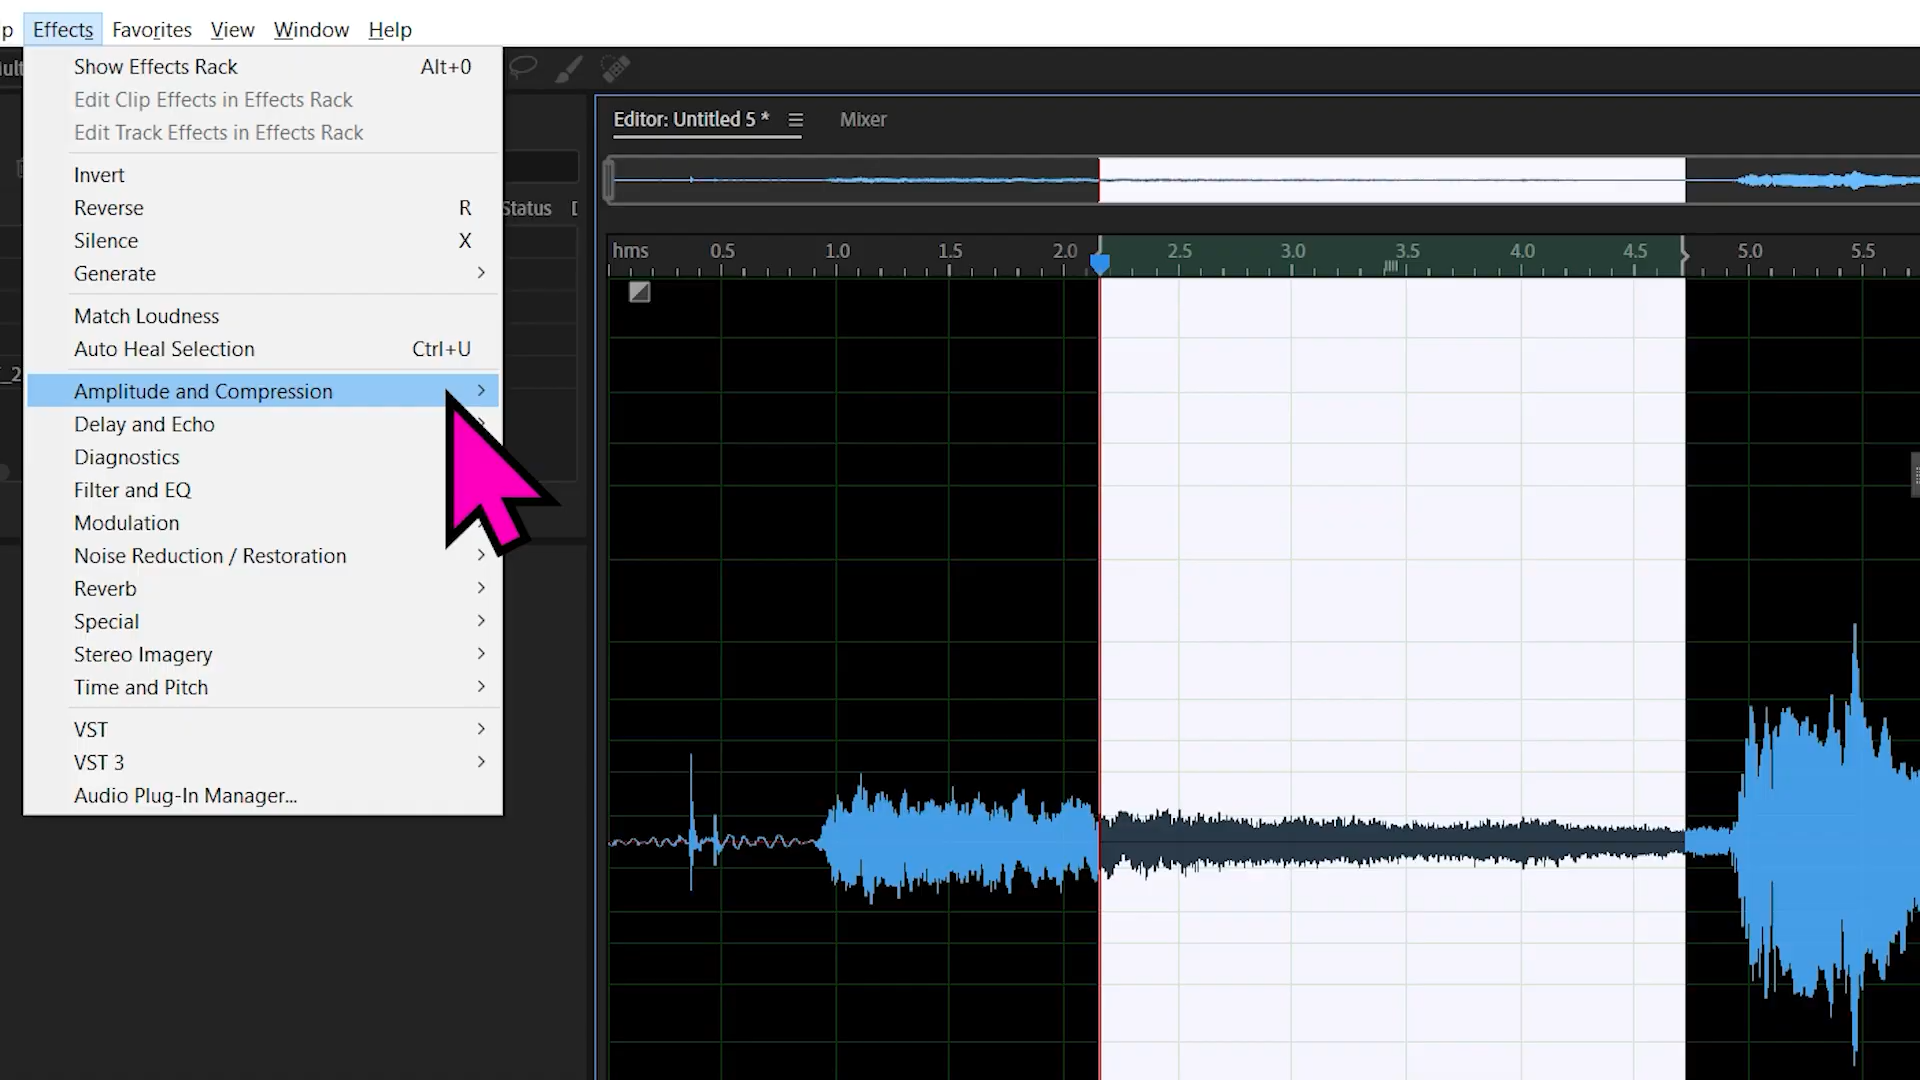 p Effects Favorites View Window Help
Show Effects Rack Alt+0
Edit Clip Effects in Effects Rack
Edit Track Effects in Effects Rack
Invert
Reverse R
Silence X
Generate
Match Loudness
Auto Heal Selection Ctrl+U
Amplitude and Compression
Delay and Echo
Diagnostics
Filter and EQ
Modulation
Noise Reduction / Restoration
Reverb
Special
Stereo Imagery
Time and Pitch
VST
VST 3
Audio Plug-In Manager...
ult
Status
_2
Editor: Untitled 5 * Mixer
hms 0.5 1.0 1.5 2.0 2.5 3.0 3.5 4.0 4.5 5.0 5.5